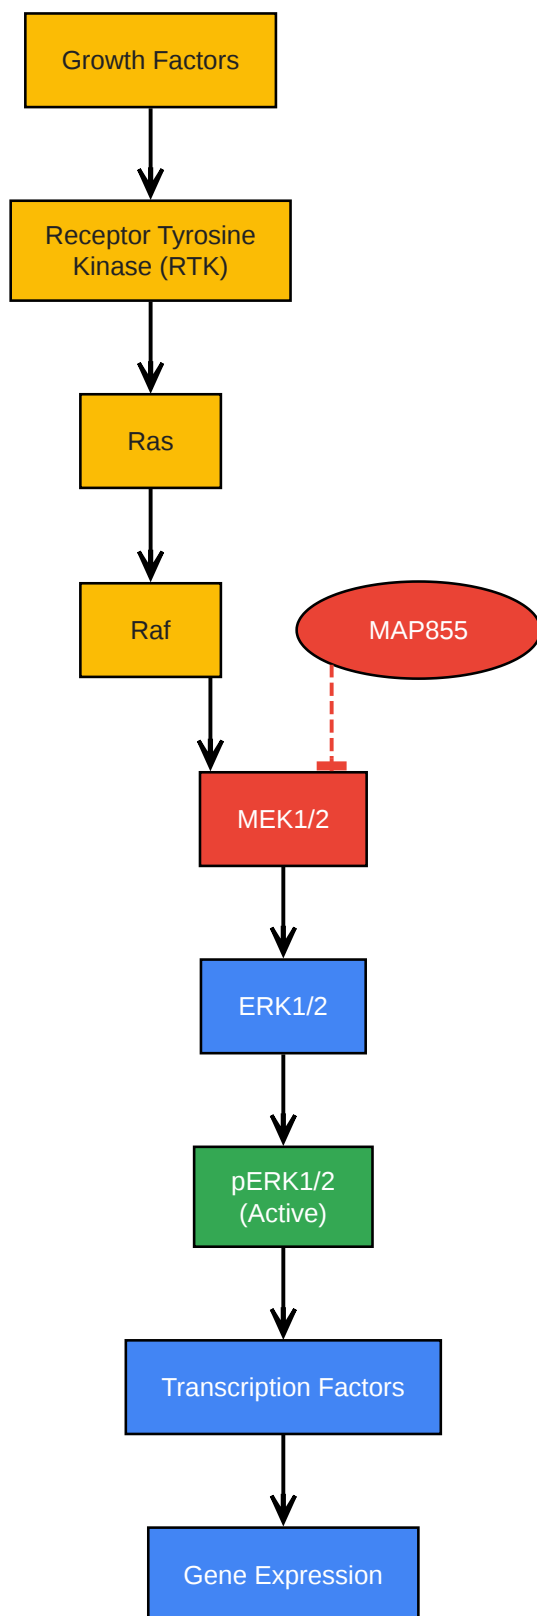 Growth Factors
Receptor Tyrosine
Kinase (RTK)
Ras
Raf
MAP855
MEK1/2
ERK1/2
pERK1/2
(Active)
Transcription Factors
Gene Expression